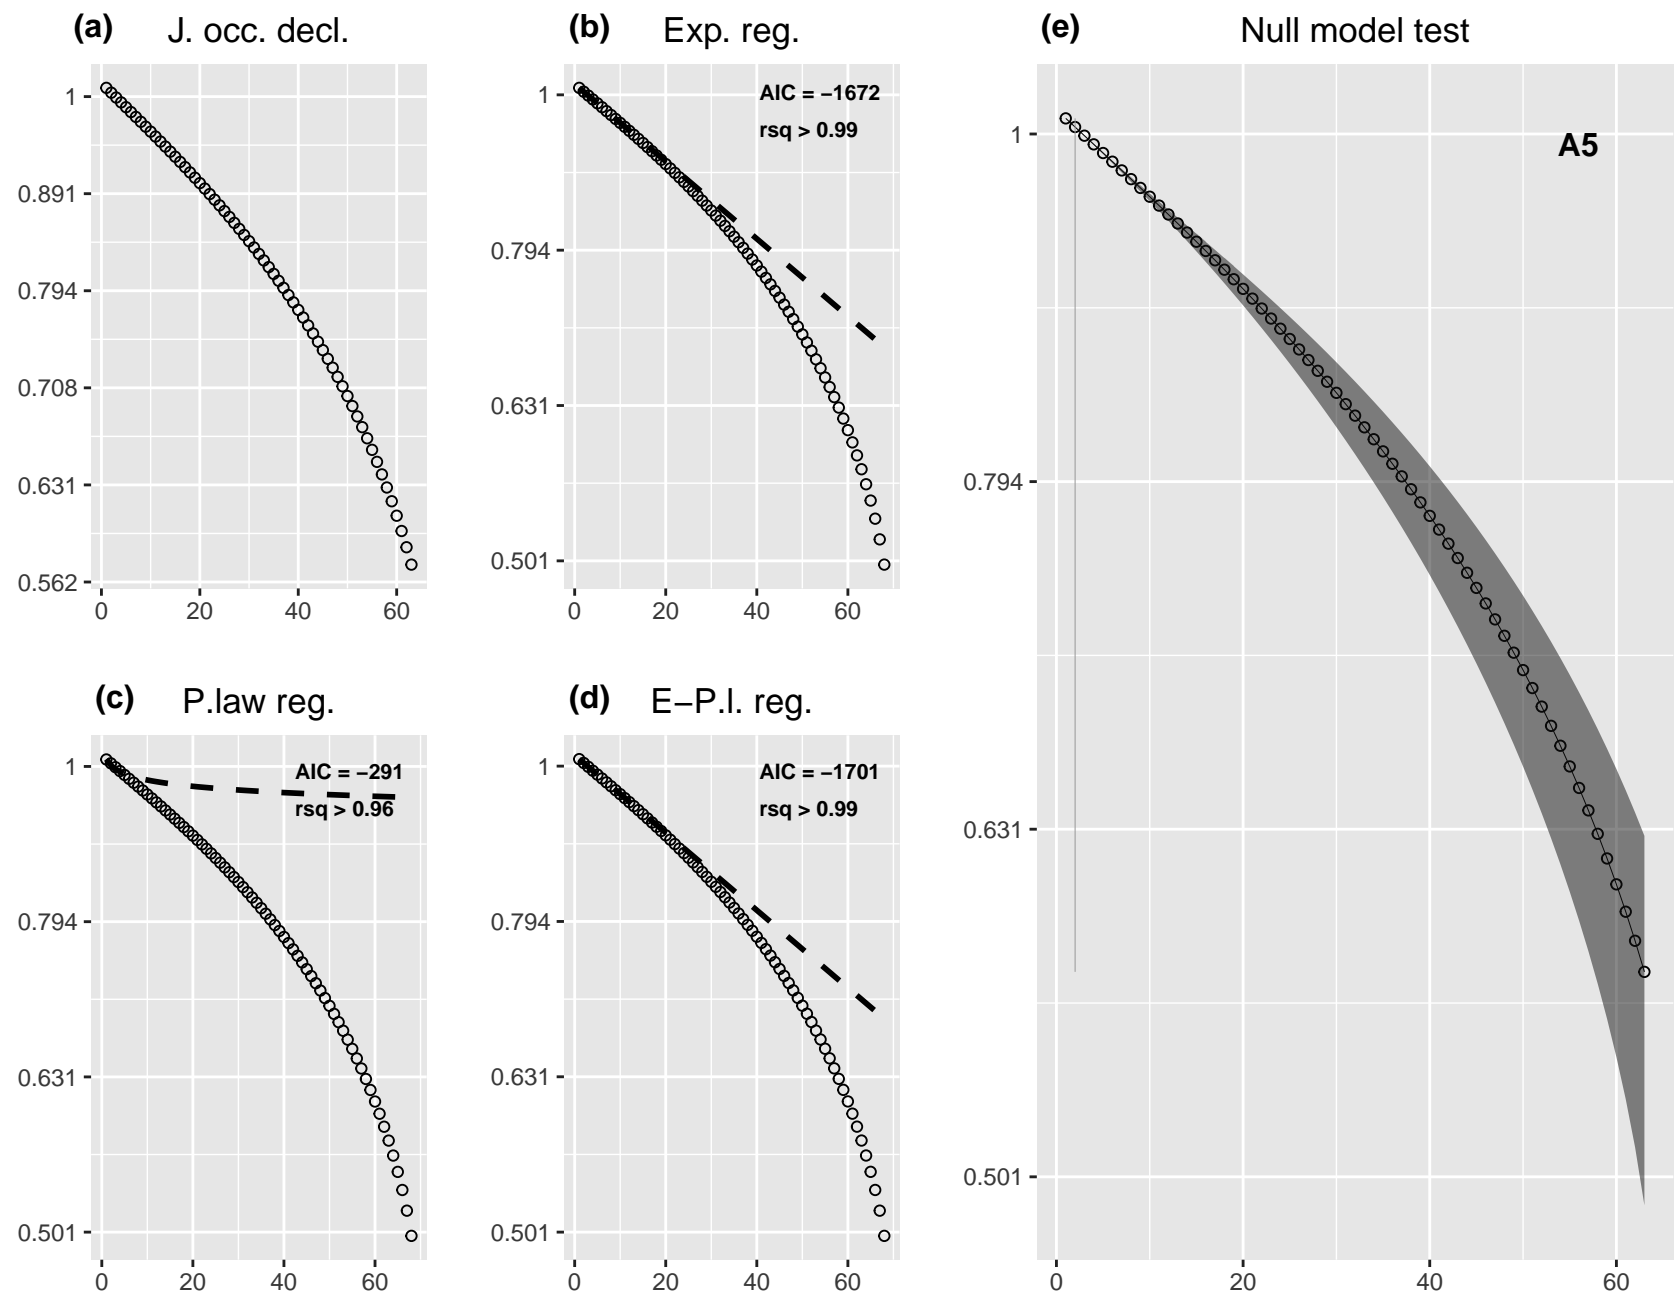 (a) J. occ. decl.
1
0.891
0.794
0.708
0.631
0.562
0 20 40 60
(b) Exp. reg.
AIC = −1672
rsq > 0.99
1
0.794
0.631
0.501
0 20 40 60
(c) P.law reg.
AIC = −291
rsq > 0.96
1
0.794
0.631
0.501
0 20 40 60
(d) E−P.l. reg.
AIC = −1701
rsq > 0.99
1
0.794
0.631
0.501
0 20 40 60
(e) Null model test
A5
1
0.794
0.631
0.501
0 20 40 60